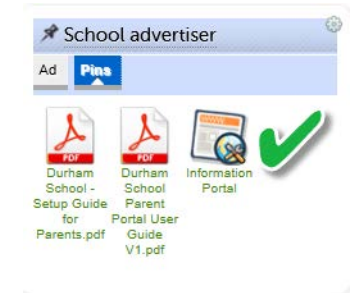 School advertiser
Ad Pins
PDF PDF
Durham School - Setup Guide for Parents.pdf
Durham School Parent Portal User Guide V1.pdf
Information Portal